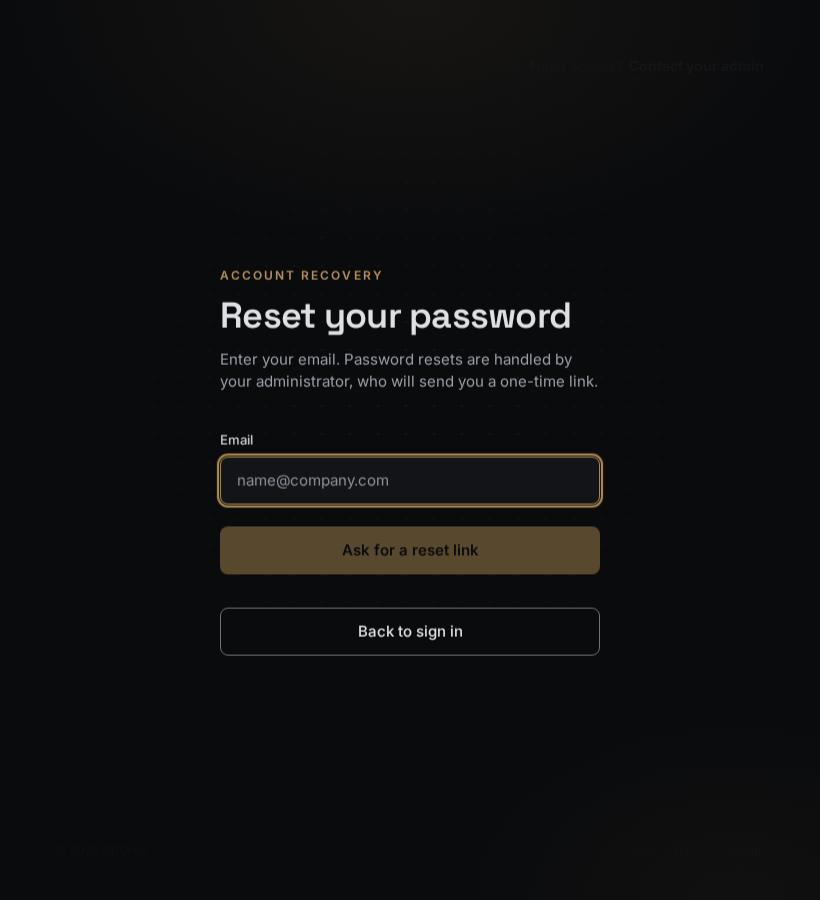 Contact your admin
ACCOUNT RECOVERY
Reset your password
Enter your email. Password resets are handled by
your administrator, who will send you a one-time link.
Email
name@company.com
Ask for a reset link
Back to sign in